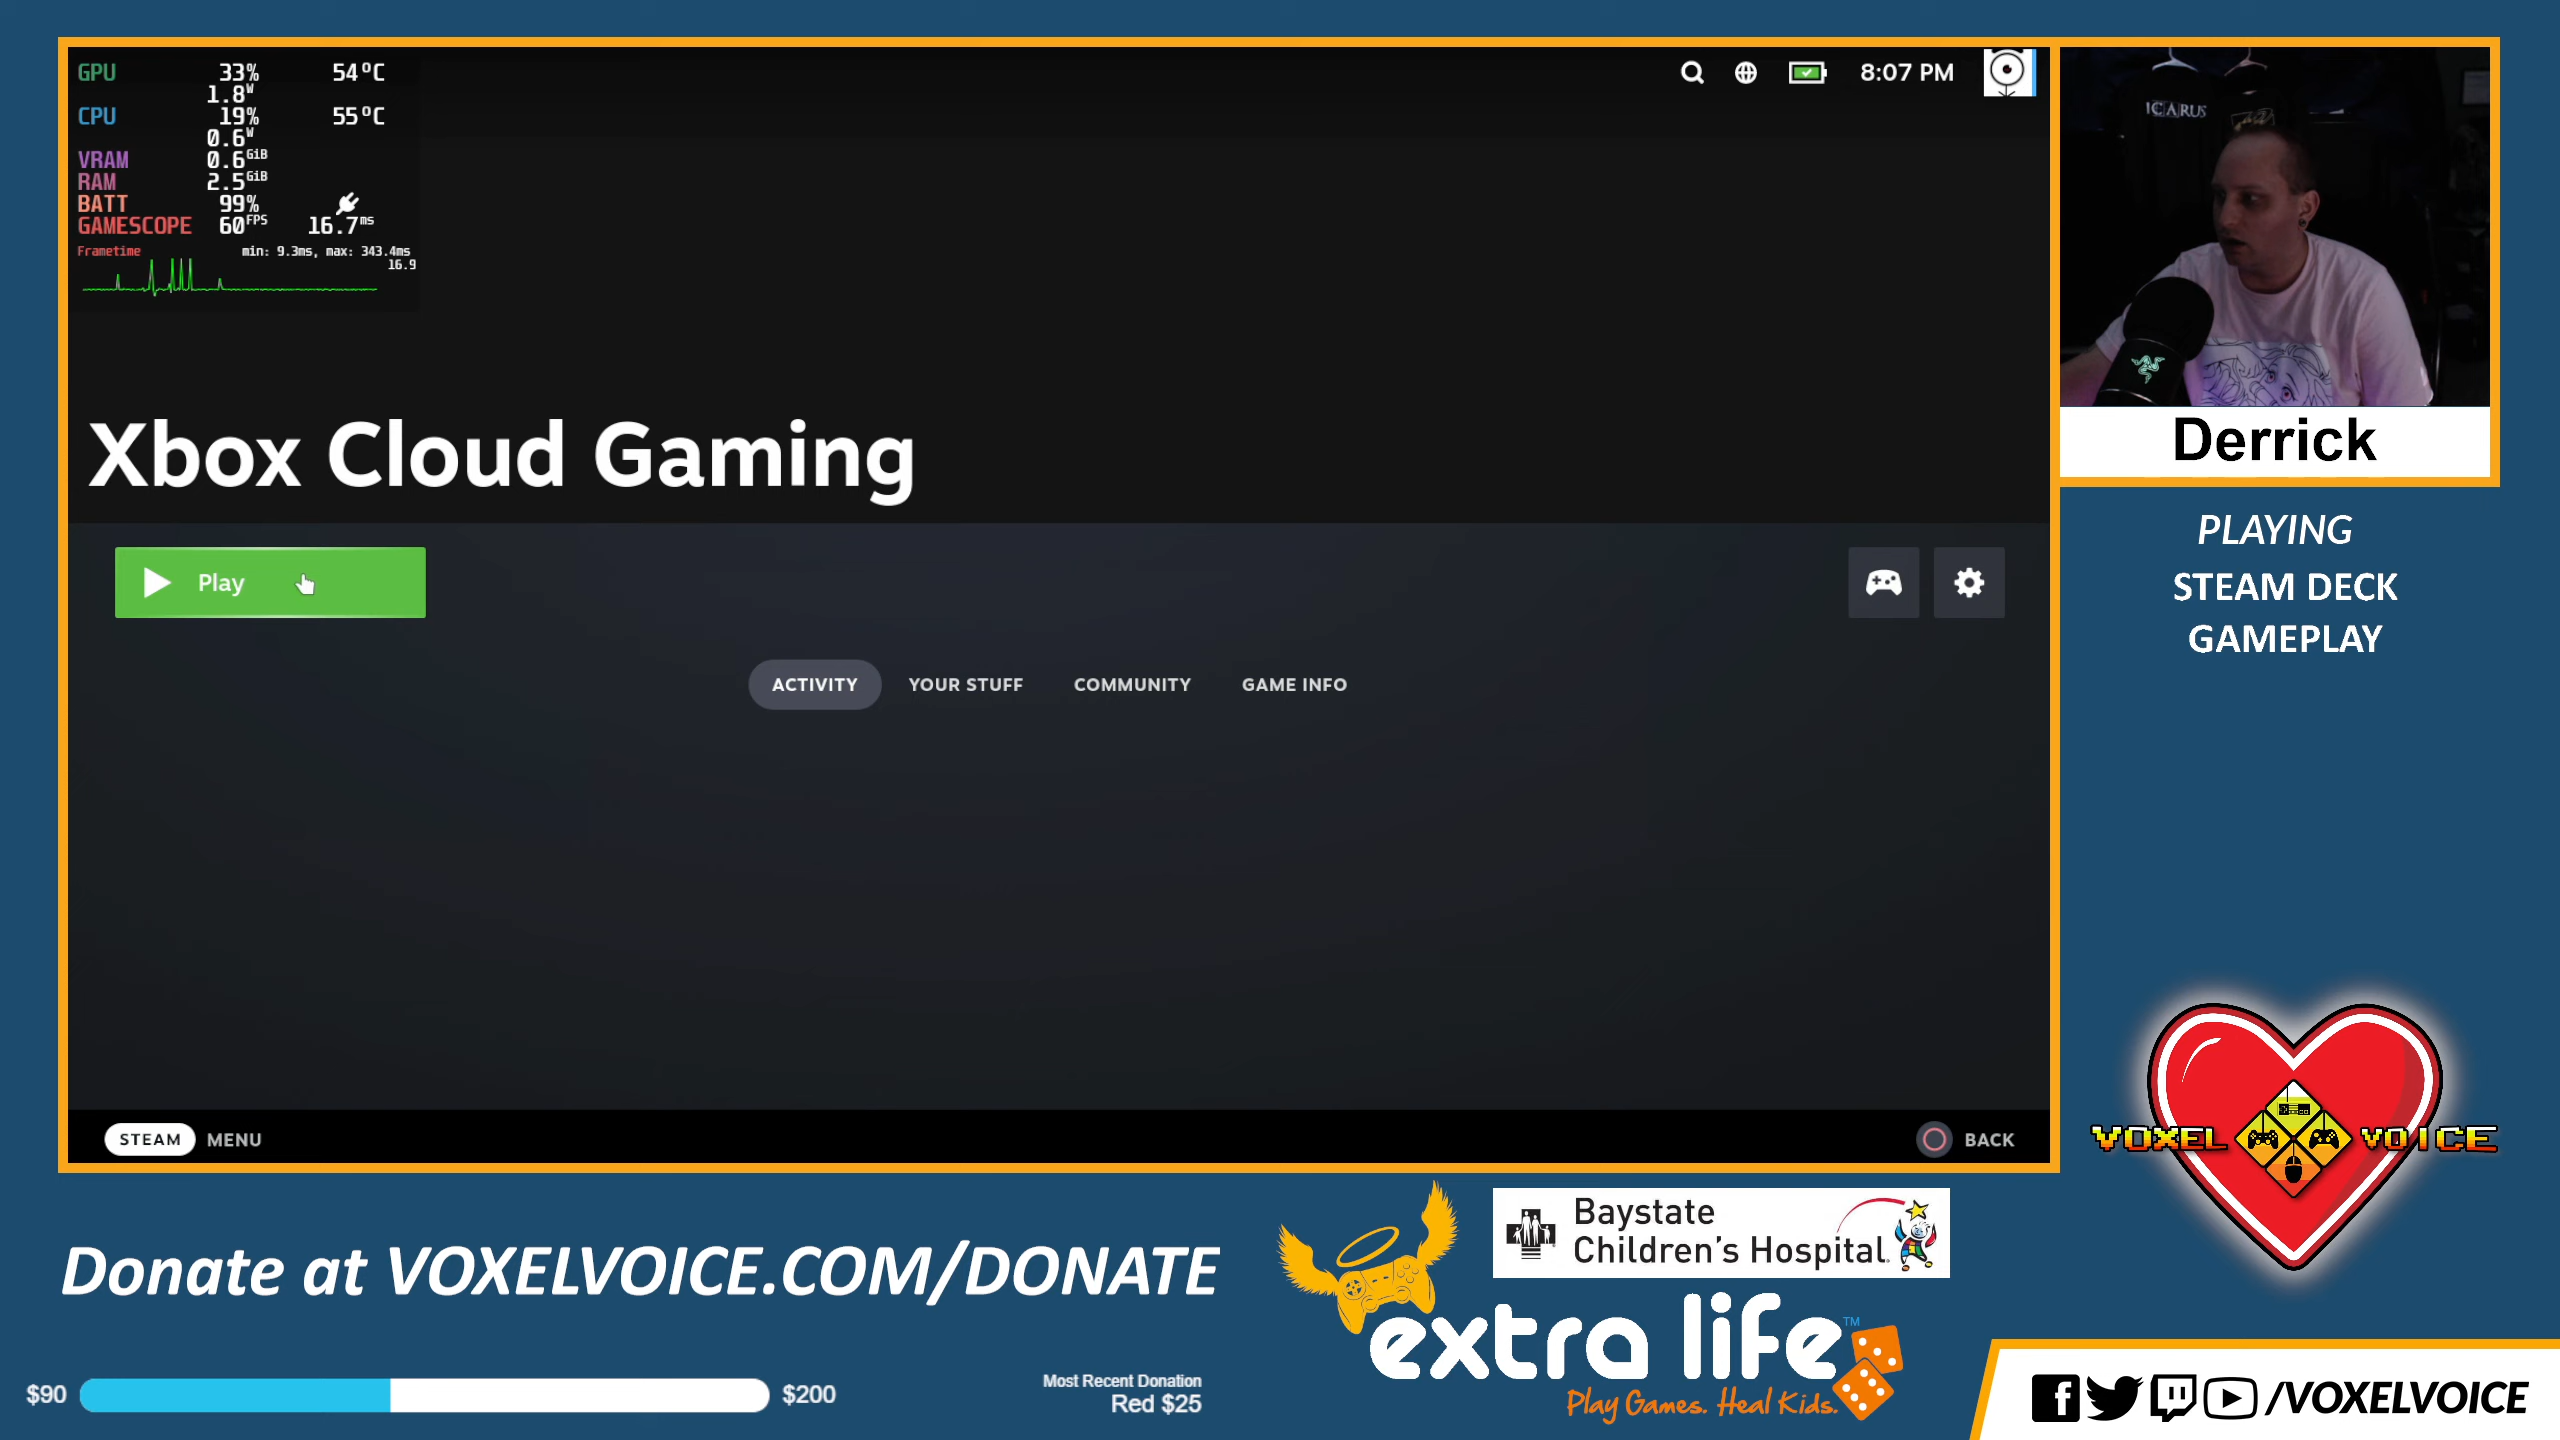 GPU 33% 54°C
1.8W
CPU 19% 55°C
0.6W
VRAM 0.6GiB
RAM 2.5GiB
BATT 99%
GAMESCOPE 60FPS 16.7ms
Frametime min: 9.3ms, max: 343.4ms
16.9
8:07 PM
ICARUS
Derrick
Xbox Cloud Gaming
PLAYING
STEAM DECK
GAMEPLAY
Play
ACTIVITY YOUR STUFF COMMUNITY GAME INFO
STEAM MENU
BACK
VOXEL VOICE
Donate at VOXELVOICE.COM/DONATE
Baystate
Children's Hospital
extra life™
Play Games. Heal Kids.
$90 $200
Most Recent Donation
Red $25
/VOXELVOICE